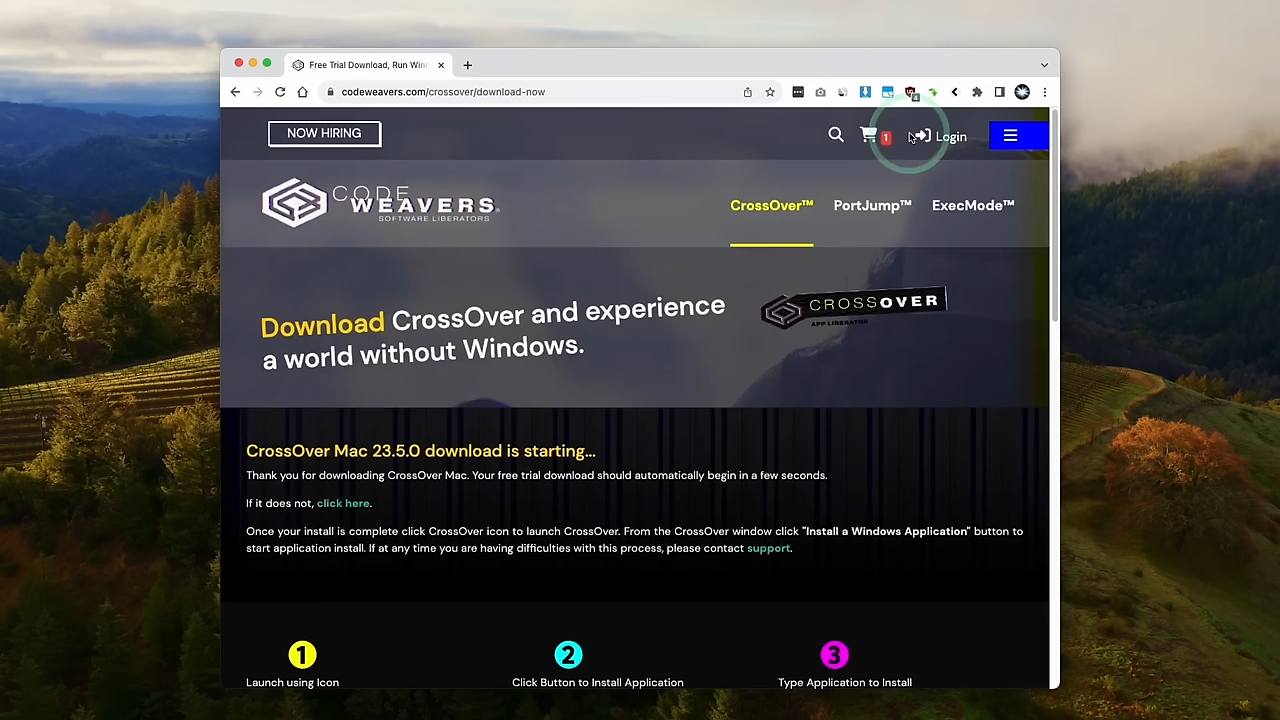 Free Trial Download, Run Win
codeweavers.com/crossover/download-now
4
NOW HIRING
1
Login
CODE
WEAVERS®
SOFTWARE LIBERATORS
CrossOver™ PortJump™ ExecMode™
Download CrossOver and experience
a world without Windows.
CROSSOVER
APP LIBERATOR
CrossOver Mac 23.5.0 download is starting...
Thank you for downloading CrossOver Mac. Your free trial download should automatically begin in a few seconds.
If it does not, click here.
Once your install is complete click CrossOver icon to launch CrossOver. From the CrossOver window click "Install a Windows Application" button to
start application install. If at any time you are having difficulties with this process, please contact support.
1 2 3
Launch using Icon Click Button to Install Application Type Application to Install